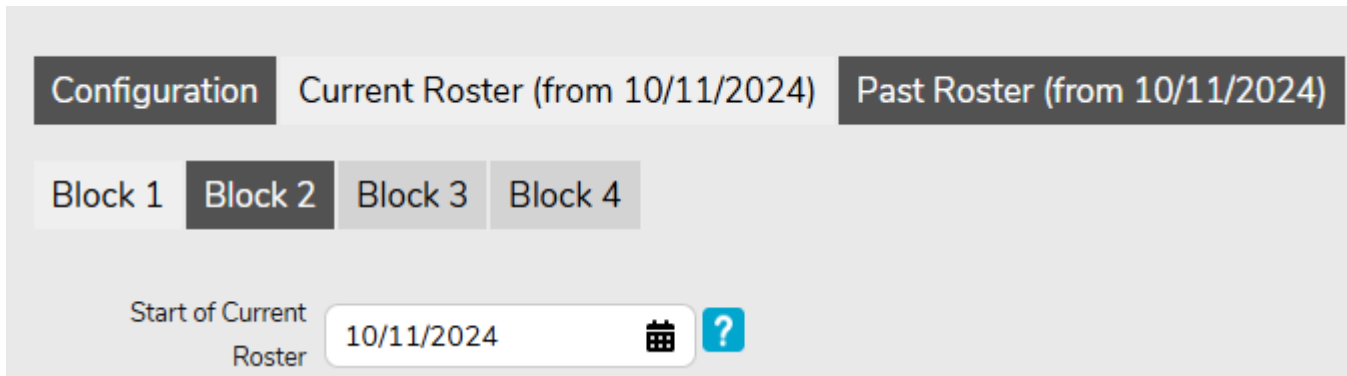 Configuration Current Roster (from 10/11/2024) Past Roster (from 10/11/2024)
Block 1 Block 2 Block 3 Block 4
Start of Current
Roster
10/11/2024 ?